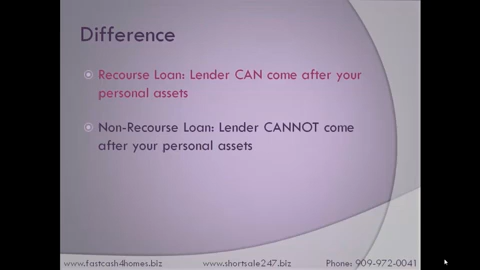 Difference
Recourse Loan: Lender CAN come after your
personal assets
Non-Recourse Loan: Lender CANNOT come
after your personal assets
www.fastcash4homes.biz www.shortsale247.biz Phone: 909-972-0041